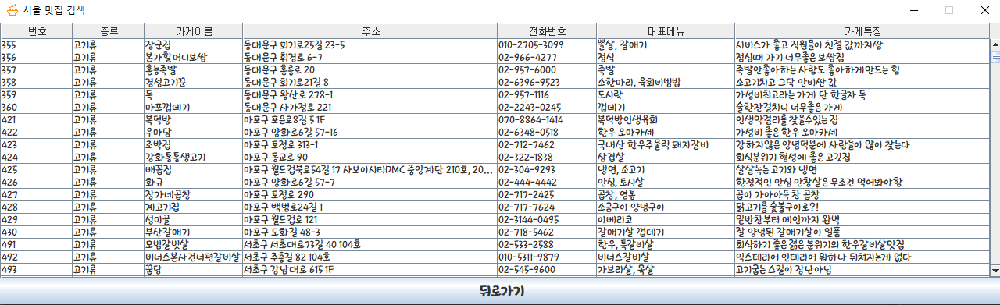 서울 맛집 검색
번호 종류 가게이름 주소 전화번호 대표메뉴 가게특징
355 고기류 장군집 동대문구 회기로25길 23-5 010-2705-3099 뽈살, 갈매기 서비스가 좋고 직원들이 친절 값까지쌈
356 고기류 본가할머니보쌈 동대문구 휘경로 6-7 02-966-4277 정식 점심때 가기 너무좋은 보쌈집
357 고기류 홍능족발 동대문구 홍릉로 20 02-957-6000 족발 족발안좋아하는 사람도 좋아하게만드는 힘
358 고기류 경성고기꾼 동대문구 회기로21길 8 02-6396-9523 소한마리, 육회비빔밥 소고기치고 그닥 안비싼 값
359 고기류 독 동대문구 왕산로 278-1 02-957-1116 도시락 가성비최고라는 가게 단 한글자 독
360 고기류 마포껍데기 동대문구 사가정로 221 02-2243-0245 껍데기 술한잔걸치니 너무좋은 가게
421 고기류 복덕방 마포구 포은로8길 5 1F 070-8864-1414 복덕방인생육회 인생막걸리를 찾을수있는 집
422 고기류 우마담 마포구 양화로6길 57-16 02-6348-0518 한우 오마카세 가성비 좋은 한우 오마카세
423 고기류 조박집 마포구 토정로 313-1 02-712-7462 국내산 한우주물럭 돼지갈비 강하지않은 양념덕분에 사람들이 많이 찾는다
424 고기류 강화통통생고기 마포구 동교로 90 02-322-1838 삼겹살 회식분위기 형성에 좋은 고깃집
425 고기류 배꼽집 마포구 월드컵북로54길 17 사보이시티DMC 중앙계단 210호, 20... 02-304-9293 냉면, 소고기 살살녹는고기와 냉면
426 고기류 화규 마포구 양화로6길 57-7 02-444-4442 안심, 토시살 한정적인 안심 안창살은 무조건 먹어봐야함
427 고기류 장가네곱창 마포구 토정로 290 02-717-2425 곱창, 염통 곱이 가아아득 찬 곱창
428 고기류 계고기집 마포구 백범로24길 1 02-717-7624 소금구이 양념구이 닭고기를 숯불구이로?!
429 고기류 성미골 마포구 월드컵로 121 02-3144-0495 이베리코 밑반찬부터 메인까지 완벽
430 고기류 부산갈매기 마포구 도화길 48-3 02-718-5462 갈매기살 껍데기 잘 양념된 갈매기살이 일품
491 고기류 모범갈빗살 서초구 서초대로73길 40 104호 02-533-2588 한우, 특갈비살 회식하기 좋은 젊은 분위기의 한우갈비살맛집
492 고기류 비너스본사건너편갈비살 서초구 주흥길 82 104호 010-5311-9879 비너스갈비살 익스테리어 인테리어 뭐하나 뒤쳐지는게 없다
493 고기류 꿉당 서초구 강남대로 615 1F 02-545-9600 가브리살, 목살 고기굽는스킬이 장난아님
뒤로가기